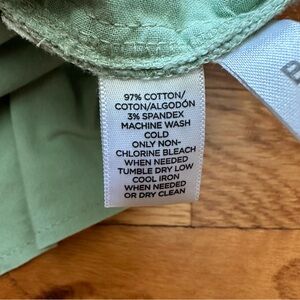 97% COTTON/
COTON/ALGODÓN
3% SPANDEX
MACHINE WASH
COLD
ONLY NON-
CHLORINE BLEACH
WHEN NEEDED
TUMBLE DRY LOW
COOL IRON
WHEN NEEDED
OR DRY CLEAN